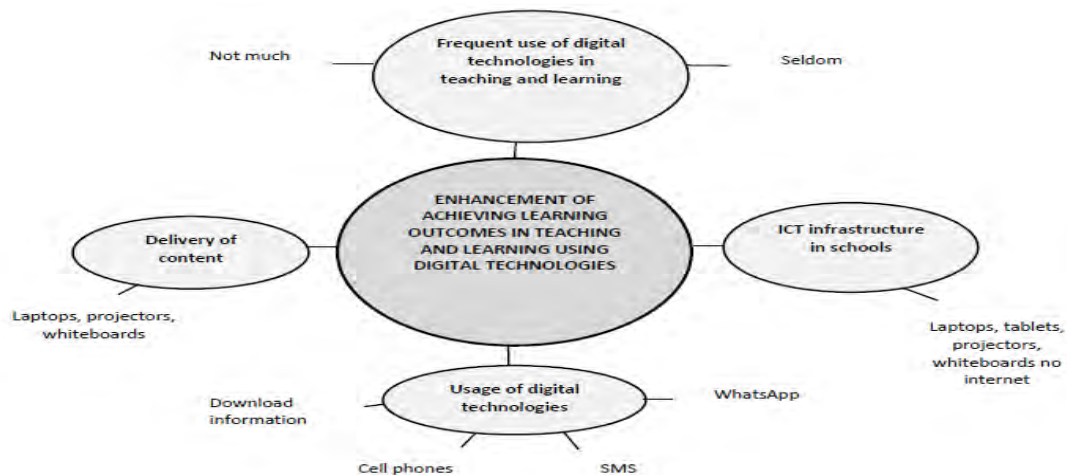 Frequent use of digital
technologies in
teaching and learning
Not much
Seldom
ENHANCEMENT OF
ACHIEVING LEARNING
OUTCOMES IN TEACHING
AND LEARNING USING
DIGITAL TECHNOLOGIES
Delivery of
content
ICT infrastructure
in schools
Laptops, projectors,
whiteboards
Laptops, tablets,
projectors,
whiteboards no
internet
Usage of digital
technologies
Download
information
WhatsApp
Cell phones
SMS